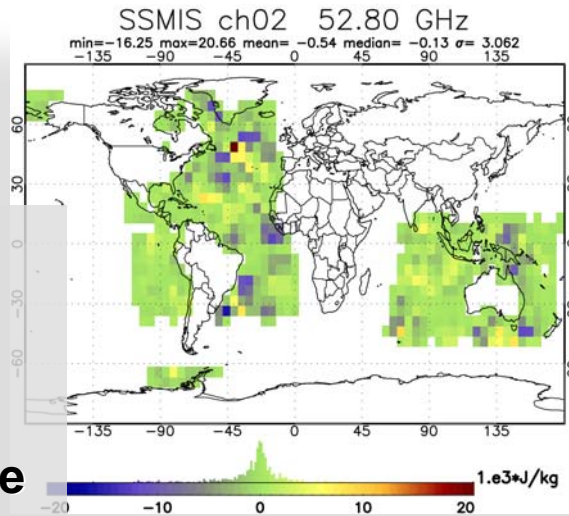 SSMIS ch02 52.80 GHz
min=-16.25 max=20.66 mean= -0.54 median= -0.13 σ= 3.062
-135 -90 -45 0 45 90 135
60
30
0
-30
-60
-135 -90 -45 0 45 90 135
e
1.e3*J/kg
-20 -10 0 10 20